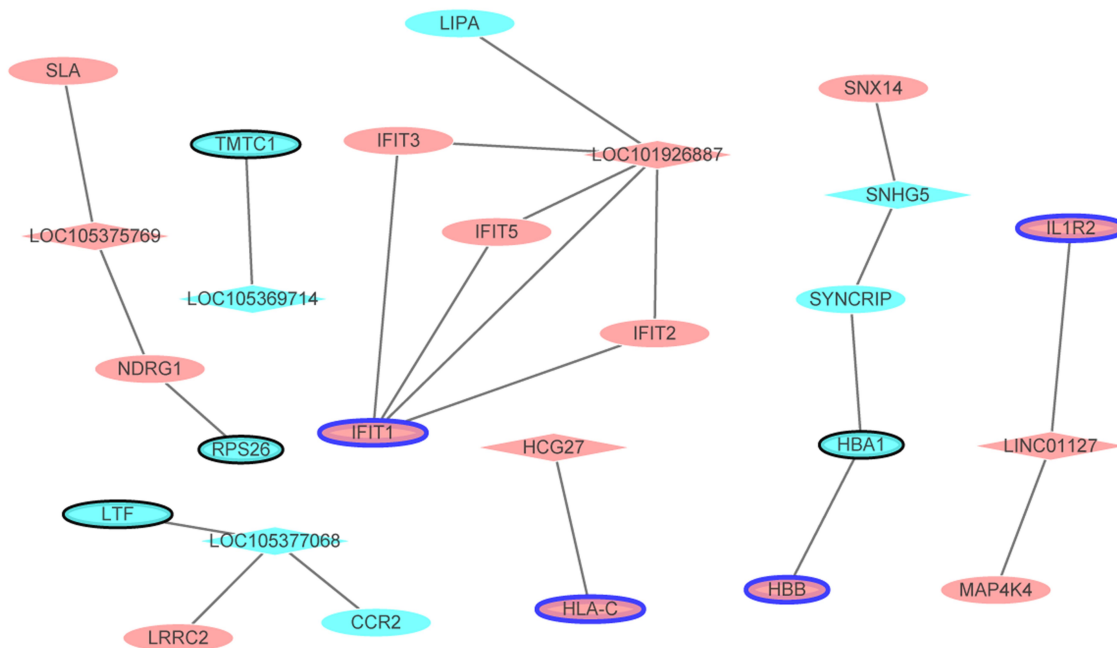 LIPA
SLA
SNX14
TMTC1
IFIT3
LOC101926887
SNHG5
LOC105375769
IFIT5
IL1R2
LOC105369714
SYNCRIP
IFIT2
NDRG1
IFIT1
RPS26
HCG27
HBA1
LINC01127
LTF
LOC105377068
HBB
MAP4K4
HLA-C
CCR2
LRRC2